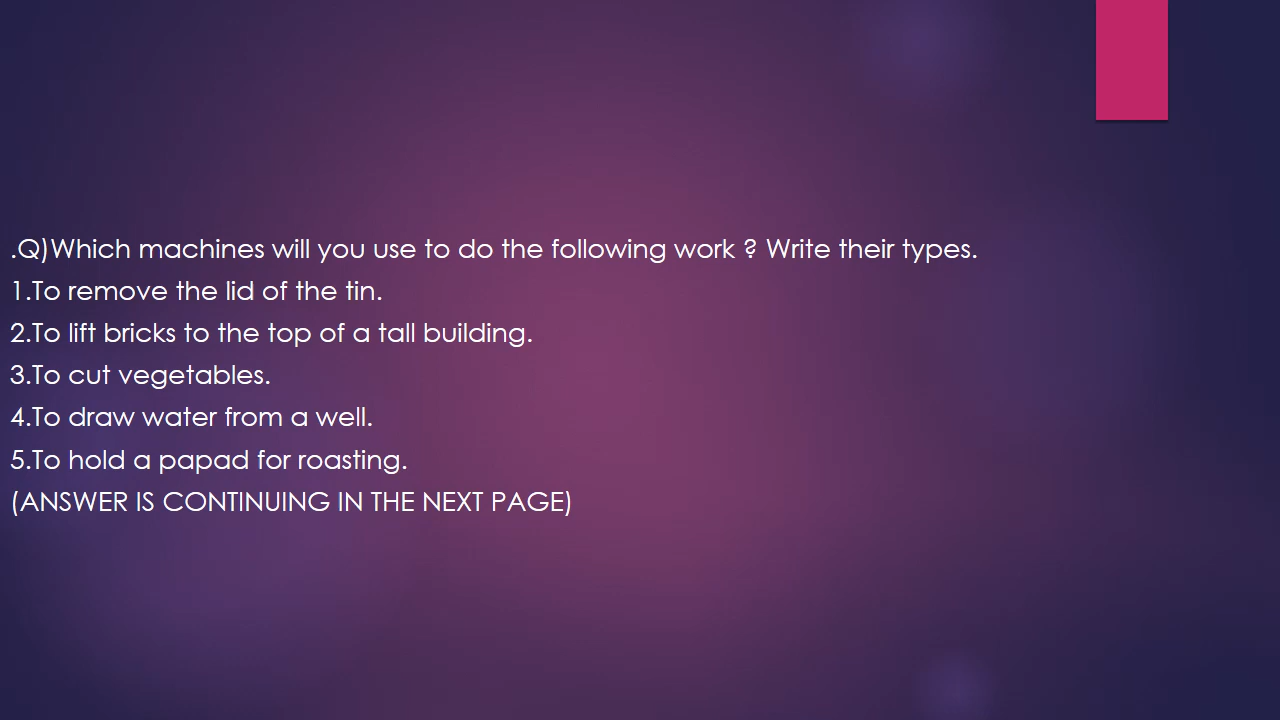 .Q)Which machines will you use to do the following work ? Write their types.
1.To remove the lid of the tin.
2.To lift bricks to the top of a tall building.
3.To cut vegetables.
4.To draw water from a well.
5.To hold a papad for roasting.
(ANSWER IS CONTINUING IN THE NEXT PAGE)